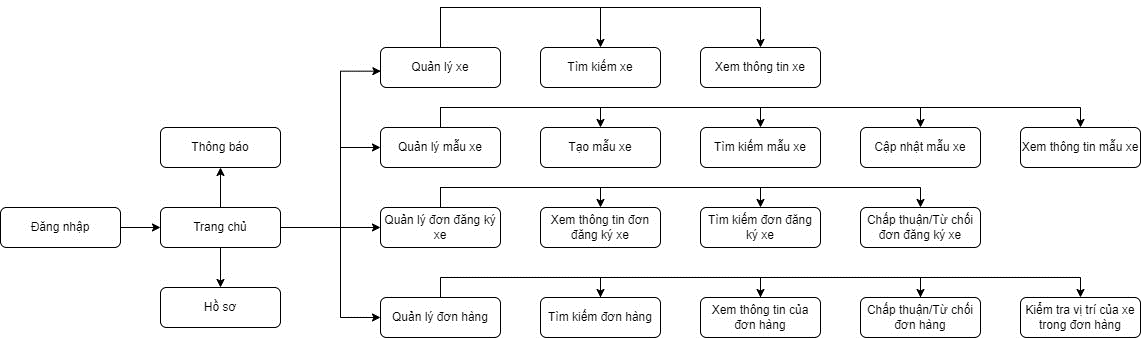 Quản lý xe
Tìm kiếm xe
Xem thông tin xe
Thông báo
Quản lý mẫu xe
Tạo mẫu xe
Tìm kiếm mẫu xe
Cập nhật mẫu xe
Xem thông tin mẫu xe
Đăng nhập
Trang chủ
Quản lý đơn đăng ký
xe
Xem thông tin đơn
đăng ký xe
Tìm kiếm đơn đăng
ký xe
Chấp thuận/Từ chối
đơn đăng ký xe
Hồ sơ
Quản lý đơn hàng
Tìm kiếm đơn hàng
Xem thông tin của
đơn hàng
Chấp thuận/Từ chối
đơn hàng
Kiểm tra vị trí của xe
trong đơn hàng